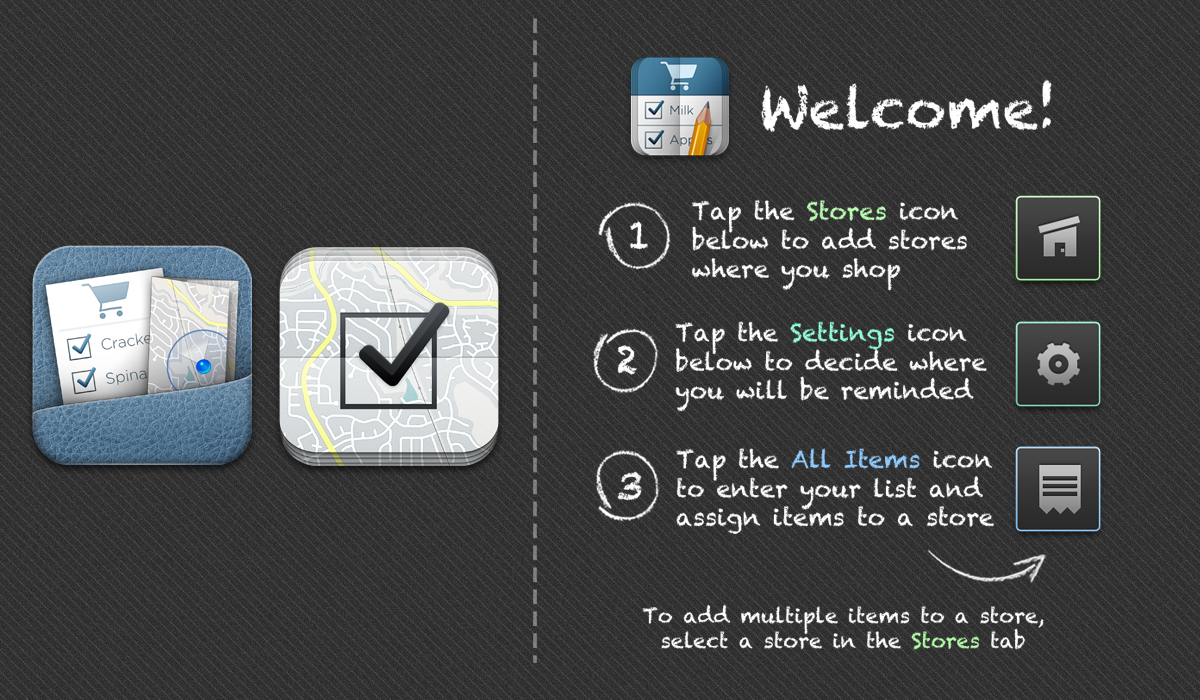 Milk
Welcome!
1
Tap the Stores icon
below to add stores
where you shop
2
Tap the Settings icon
below to decide where
you will be reminded
3
Tap the All Items icon
to enter your list and
assign items to a store
To add multiple items to a store,
select a store in the Stores tab
Cracke
Spina